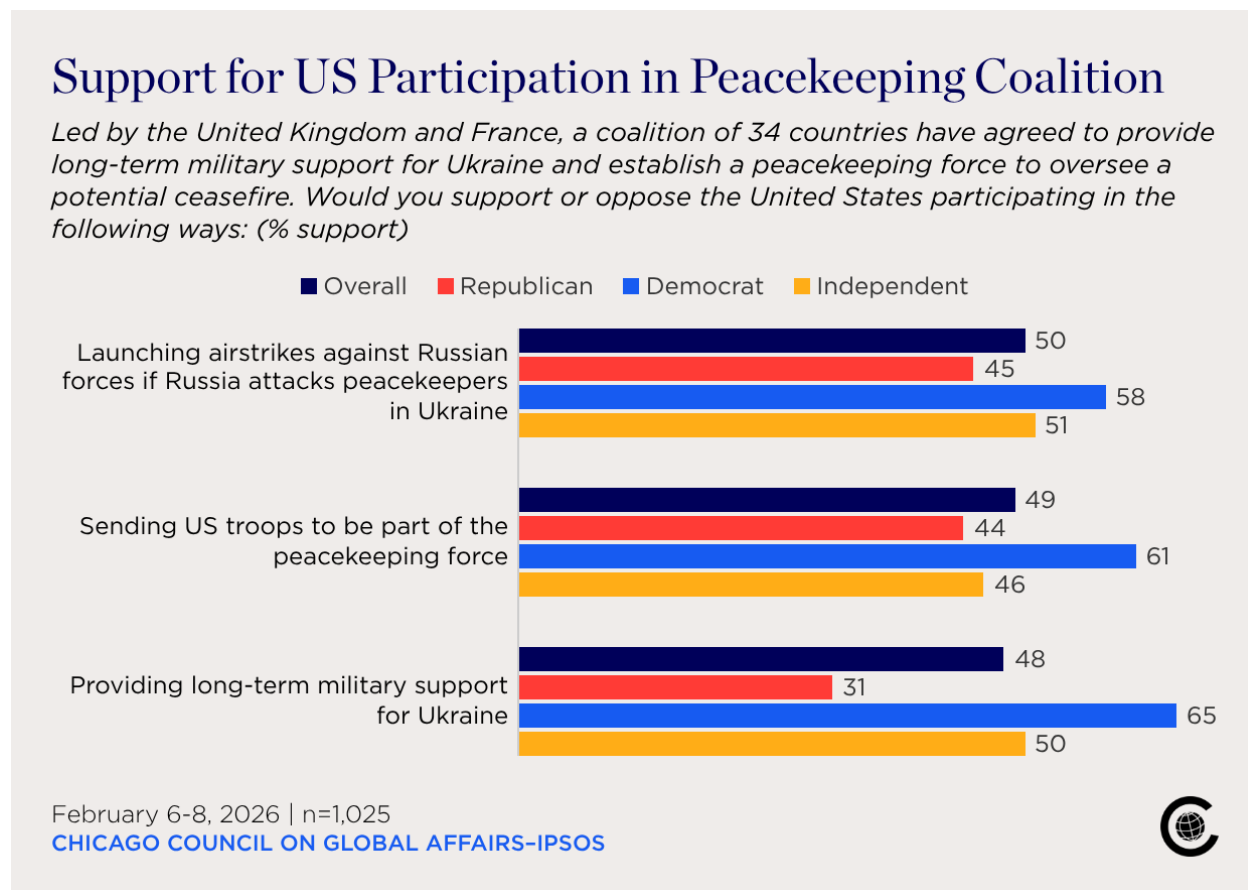 Support for US Participation in Peacekeeping Coalition
Led by the United Kingdom and France, a coalition of 34 countries have agreed to provide
long-term military support for Ukraine and establish a peacekeeping force to oversee a
potential ceasefire. Would you support or oppose the United States participating in the
following ways: (% support)
Overall Republican Democrat Independent
Launching airstrikes against Russian
forces if Russia attacks peacekeepers
in Ukraine
50
45
58
51
Sending US troops to be part of the
peacekeeping force
49
44
61
46
Providing long-term military support
for Ukraine
48
31
65
50
February 6-8, 2026 | n=1,025
CHICAGO COUNCIL ON GLOBAL AFFAIRS–IPSOS